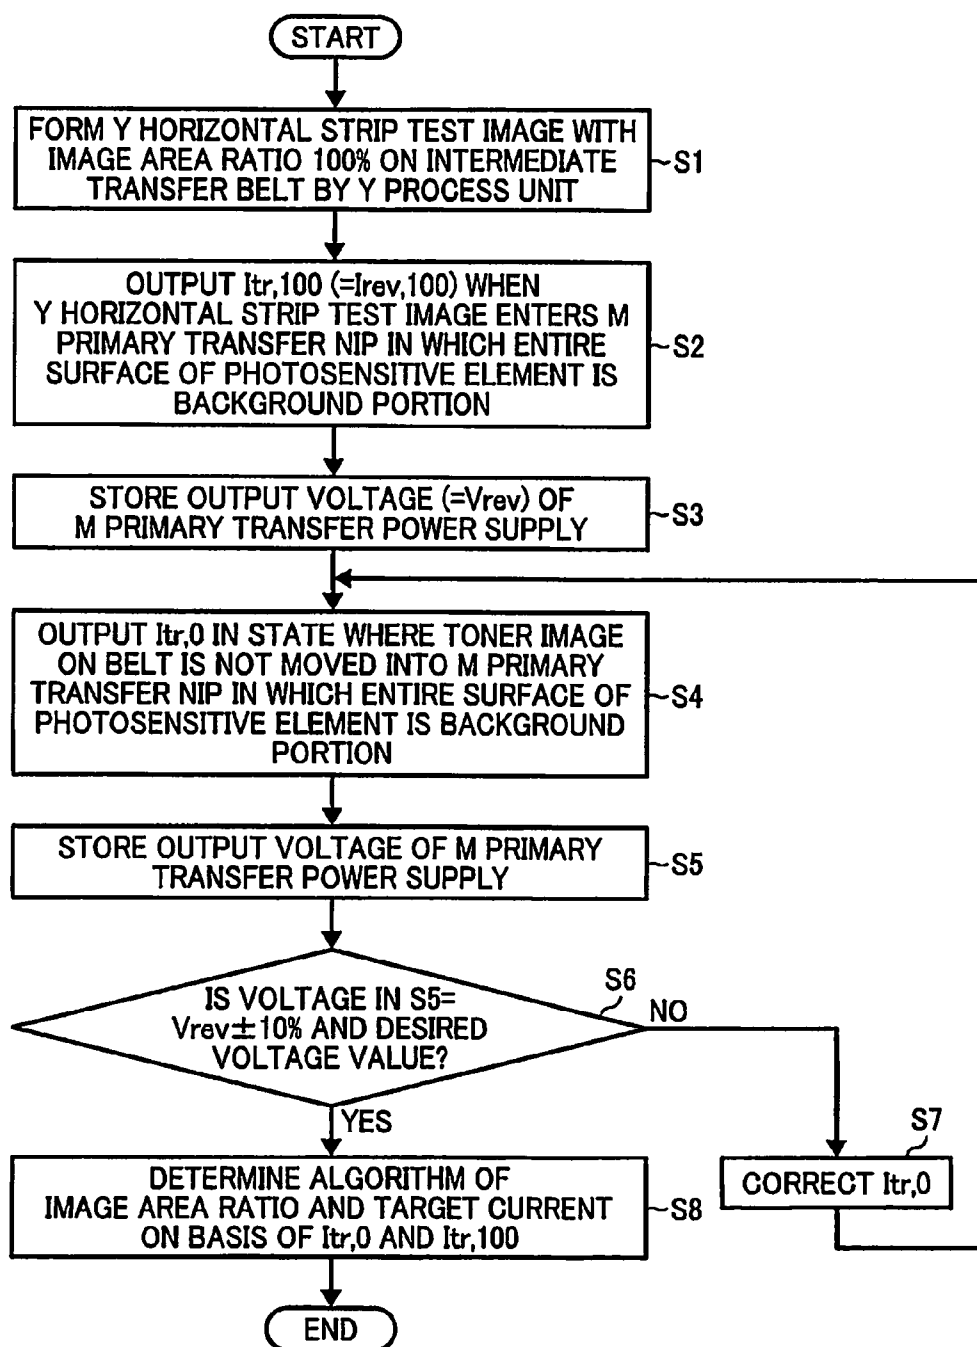 START
FORM Y HORIZONTAL STRIP TEST IMAGE WITH
IMAGE AREA RATIO 100% ON INTERMEDIATE
TRANSFER BELT BY Y PROCESS UNIT
S1
OUTPUT Itr,100 (=Irev,100) WHEN
Y HORIZONTAL STRIP TEST IMAGE ENTERS M
PRIMARY TRANSFER NIP IN WHICH ENTIRE
SURFACE OF PHOTOSENSITIVE ELEMENT IS
BACKGROUND PORTION
S2
STORE OUTPUT VOLTAGE (=Vrev) OF
M PRIMARY TRANSFER POWER SUPPLY
S3
OUTPUT Itr,0 IN STATE WHERE TONER IMAGE
ON BELT IS NOT MOVED INTO M PRIMARY
TRANSFER NIP IN WHICH ENTIRE SURFACE OF
PHOTOSENSITIVE ELEMENT IS BACKGROUND
PORTION
S4
STORE OUTPUT VOLTAGE OF M PRIMARY
TRANSFER POWER SUPPLY
S5
IS VOLTAGE IN S5=
Vrev±10% AND DESIRED
VOLTAGE VALUE?
S6
NO
YES
S7
CORRECT Itr,0
DETERMINE ALGORITHM OF
IMAGE AREA RATIO AND TARGET CURRENT
ON BASIS OF Itr,0 AND Itr,100
S8
END